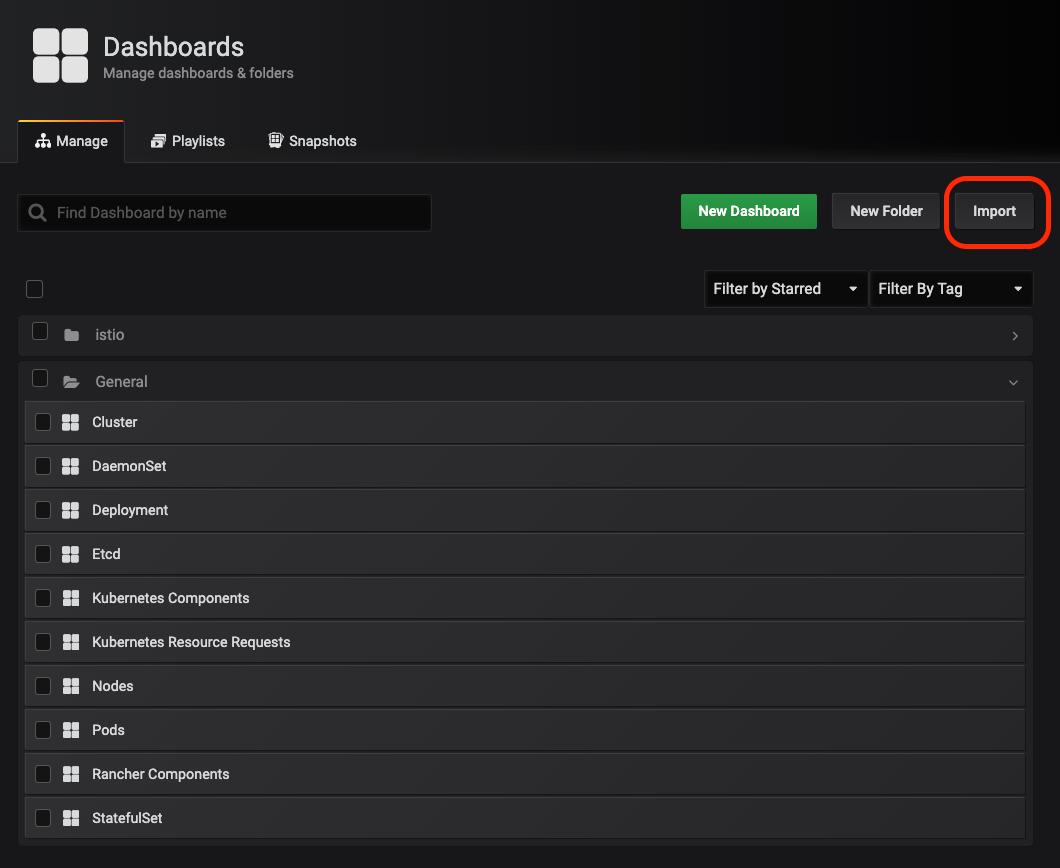 Dashboards
Manage dashboards & folders
Manage
Playlists
Snapshots
Find Dashboard by name
New Dashboard
New Folder
Import
Filter by Starred
Filter By Tag
istio
General
Cluster
DaemonSet
Deployment
Etcd
Kubernetes Components
Kubernetes Resource Requests
Nodes
Pods
Rancher Components
StatefulSet